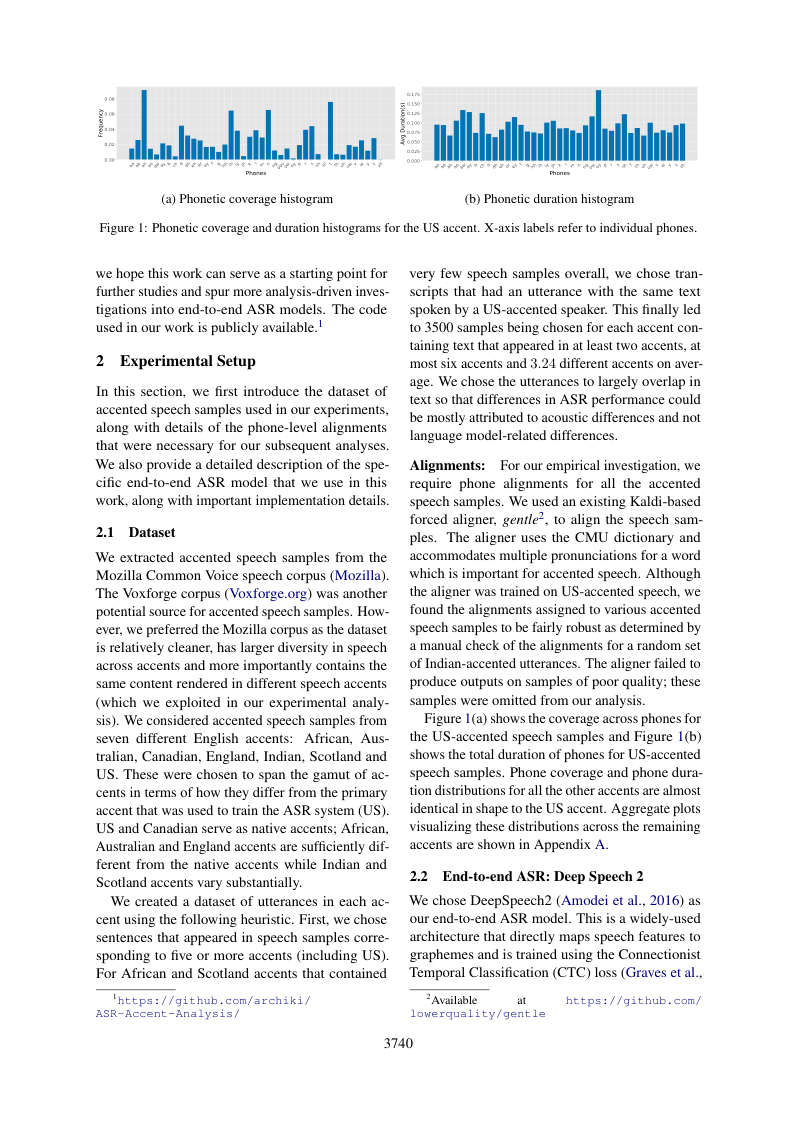 Frequency
0.08
0.06
0.04
0.02
0.00
Phones
Avg Duration(s)
0.175
0.150
0.125
0.100
0.075
0.050
0.025
0.000
Phones
(a) Phonetic coverage histogram
(b) Phonetic duration histogram
Figure 1: Phonetic coverage and duration histograms for the US accent. X-axis labels refer to individual phones.
we hope this work can serve as a starting point for
further studies and spur more analysis-driven inves-
tigations into end-to-end ASR models. The code
used in our work is publicly available.1
2 Experimental Setup
In this section, we first introduce the dataset of
accented speech samples used in our experiments,
along with details of the phone-level alignments
that were necessary for our subsequent analyses.
We also provide a detailed description of the spe-
cific end-to-end ASR model that we use in this
work, along with important implementation details.
2.1 Dataset
We extracted accented speech samples from the
Mozilla Common Voice speech corpus (Mozilla).
The Voxforge corpus (Voxforge.org) was another
potential source for accented speech samples. How-
ever, we preferred the Mozilla corpus as the dataset
is relatively cleaner, has larger diversity in speech
across accents and more importantly contains the
same content rendered in different speech accents
(which we exploited in our experimental analy-
sis). We considered accented speech samples from
seven different English accents: African, Aus-
tralian, Canadian, England, Indian, Scotland and
US. These were chosen to span the gamut of ac-
cents in terms of how they differ from the primary
accent that was used to train the ASR system (US).
US and Canadian serve as native accents; African,
Australian and England accents are sufficiently dif-
ferent from the native accents while Indian and
Scotland accents vary substantially.
We created a dataset of utterances in each ac-
cent using the following heuristic. First, we chose
sentences that appeared in speech samples corre-
sponding to five or more accents (including US).
For African and Scotland accents that contained
1https://github.com/archiki/
ASR-Accent-Analysis/
very few speech samples overall, we chose tran-
scripts that had an utterance with the same text
spoken by a US-accented speaker. This finally led
to 3500 samples being chosen for each accent con-
taining text that appeared in at least two accents, at
most six accents and 3.24 different accents on aver-
age. We chose the utterances to largely overlap in
text so that differences in ASR performance could
be mostly attributed to acoustic differences and not
language model-related differences.
Alignments: For our empirical investigation, we
require phone alignments for all the accented
speech samples. We used an existing Kaldi-based
forced aligner, gentle2, to align the speech sam-
ples. The aligner uses the CMU dictionary and
accommodates multiple pronunciations for a word
which is important for accented speech. Although
the aligner was trained on US-accented speech, we
found the alignments assigned to various accented
speech samples to be fairly robust as determined by
a manual check of the alignments for a random set
of Indian-accented utterances. The aligner failed to
produce outputs on samples of poor quality; these
samples were omitted from our analysis.
Figure 1(a) shows the coverage across phones for
the US-accented speech samples and Figure 1(b)
shows the total duration of phones for US-accented
speech samples. Phone coverage and phone dura-
tion distributions for all the other accents are almost
identical in shape to the US accent. Aggregate plots
visualizing these distributions across the remaining
accents are shown in Appendix A.
2.2 End-to-end ASR: Deep Speech 2
We chose DeepSpeech2 (Amodei et al., 2016) as
our end-to-end ASR model. This is a widely-used
architecture that directly maps speech features to
graphemes and is trained using the Connectionist
Temporal Classification (CTC) loss (Graves et al.,
2Available at https://github.com/
lowerquality/gentle
3740